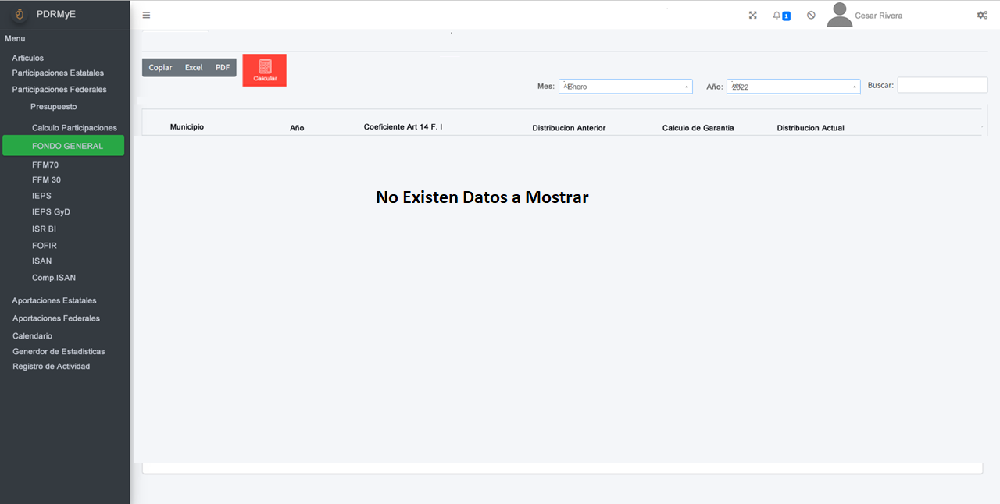 PDRMyE
1
Cesar Rivera
Menu
Articulos
Participaciones Estatales
Participaciones Federales
Presupuesto
Calculo Participaciones
FONDO GENERAL
FFM70
FFM 30
IEPS
IEPS GyD
ISR BI
FOFIR
ISAN
Comp.ISAN
Aportaciones Estatales
Aportaciones Federales
Calendario
Generdor de Estadisticas
Registro de Actividad
Copiar Excel PDF
Calcular
Mes: Enero Año: 2022 Buscar:
Municipio Año Coeficiente Art 14 F. I Distribucion Anterior Calculo de Garantia Distribucion Actual
No Existen Datos a Mostrar